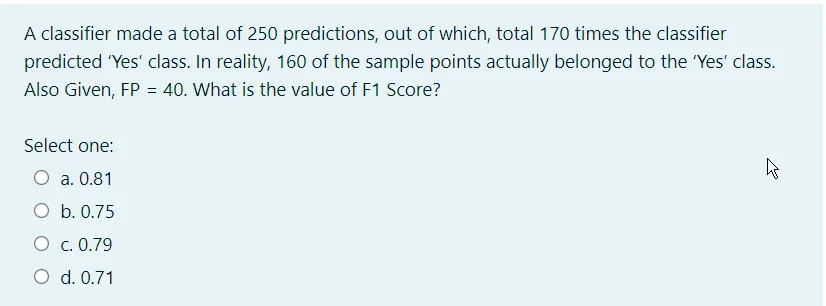 A classifier made a total of 250 predictions, out of which, total 170 times the classifier
predicted ‘Yes’ class. In reality, 160 of the sample points actually belonged to the ‘Yes’ class.
Also Given, FP = 40. What is the value of F1 Score?
Select one:
a. 0.81
b. 0.75
c. 0.79
d. 0.71